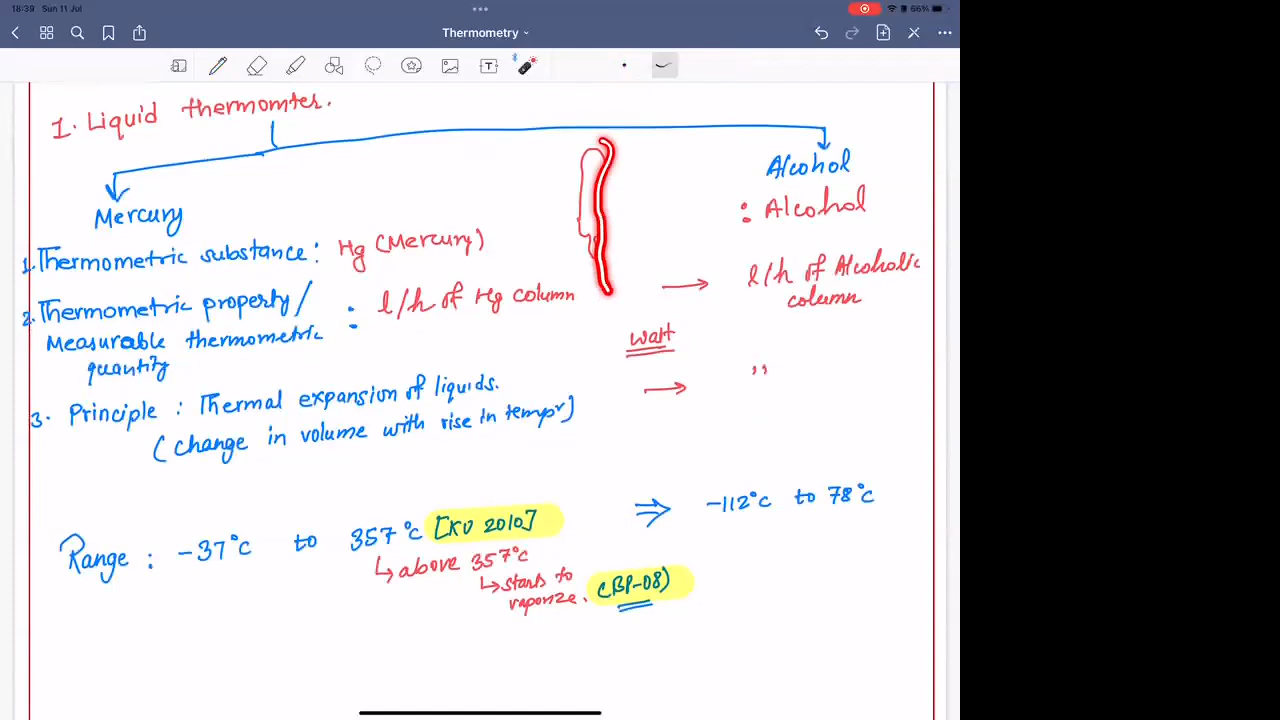 18:39 Sun 11 Jul
66%
Thermometry
T
1. Liquid thermomter.
Mercury
Alcohol
1. Thermometric substance : Hg (Mercury)
: Alcohol
2. Thermometric property/
Measurable thermometric
quantity
: l/h of Hg column
→ l/h of Alcoholic
column
watt
3. Principle : Thermal expansion of liquids.
(change in volume with rise in tempr)
→ ,,
Range : -37°C to 357°C [KU 2010]
⇒ -112°C to 78°C
↳ above 357°C
↳ starts to
vaporize. (BP-08)